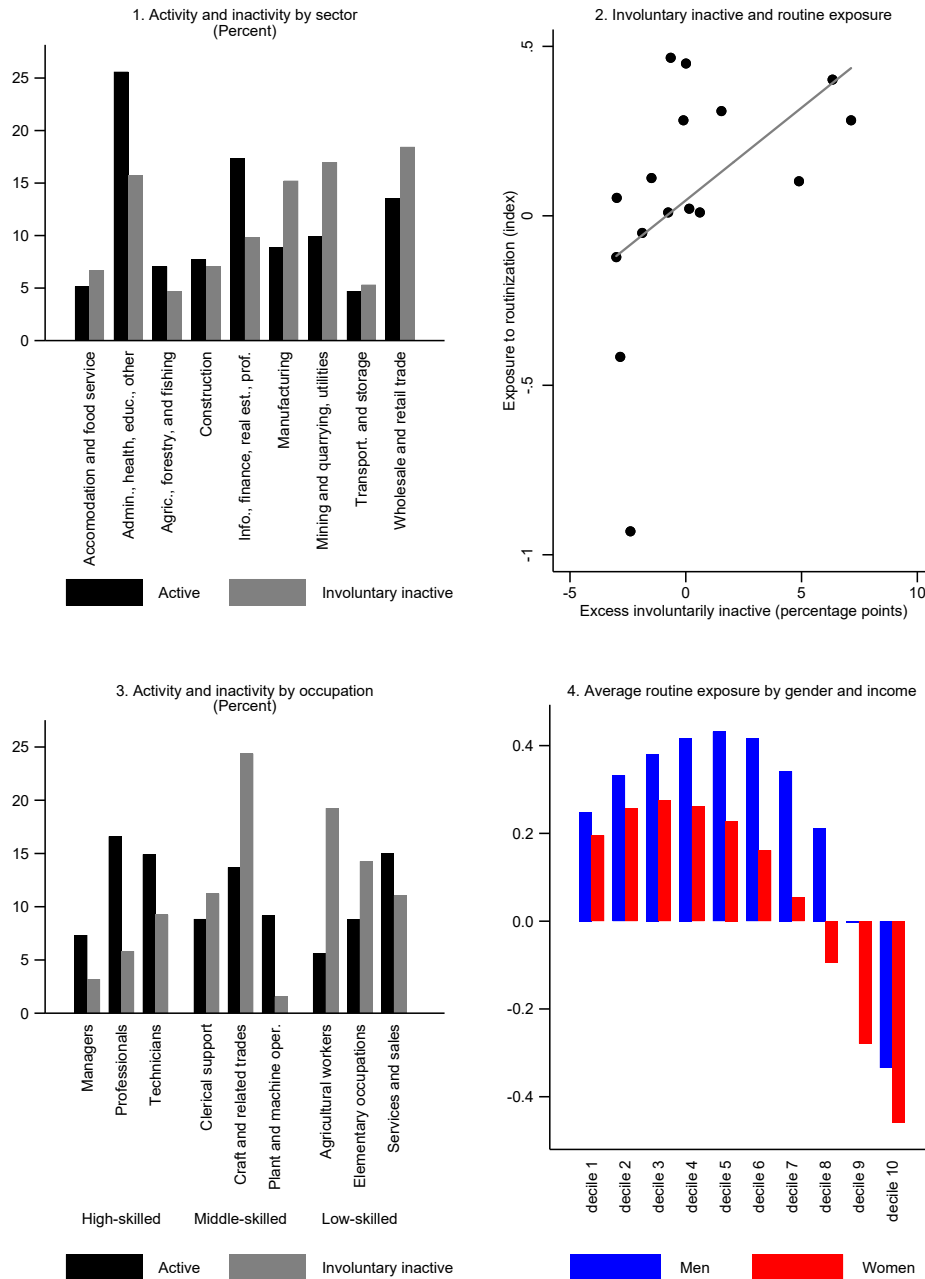 1. Activity and inactivity by sector
(Percent)
25
20
15
10
5
0
Accomodation and food service
Admin., health, educ., other
Agric., forestry, and fishing
Construction
Info., finance, real est., prof.
Manufacturing
Mining and quarrying, utilities
Transport. and storage
Wholesale and retail trade
Active
Involuntary inactive
2. Involuntary inactive and routine exposure
Exposure to routinization (index)
.5
0
-.5
-1
-5
0
5
10
Excess involuntarily inactive (percentage points)
3. Activity and inactivity by occupation
(Percent)
25
20
15
10
5
0
Managers
Professionals
Technicians
Clerical support
Craft and related trades
Plant and machine oper.
Agricultural workers
Elementary occupations
Services and sales
High-skilled
Middle-skilled
Low-skilled
Active
Involuntary inactive
4. Average routine exposure by gender and income
0.4
0.2
0.0
-0.2
-0.4
decile 1
decile 2
decile 3
decile 4
decile 5
decile 6
decile 7
decile 8
decile 9
decile 10
Men
Women